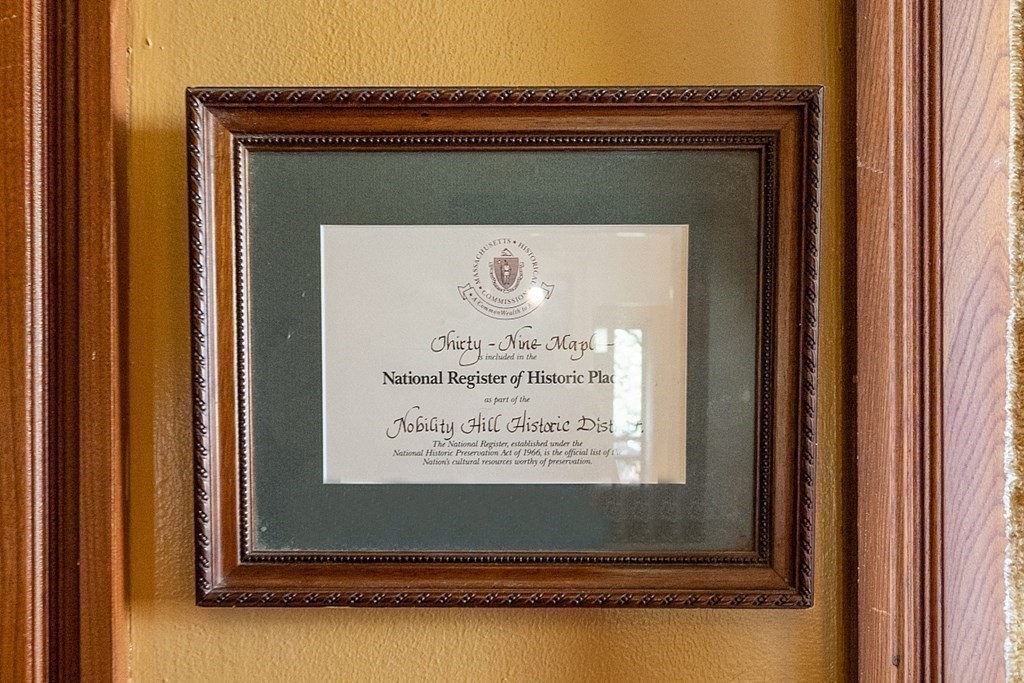 MASSACHUSETTS • HISTORICAL • COMMISSION
Thirty - Nine Maple
is included in the
National Register of Historic Plac
as part of the
Nobility Hill Historic Dist
The National Register, established under the
National Historic Preservation Act of 1966, is the official list of
Nation's cultural resources worthy of preservation.